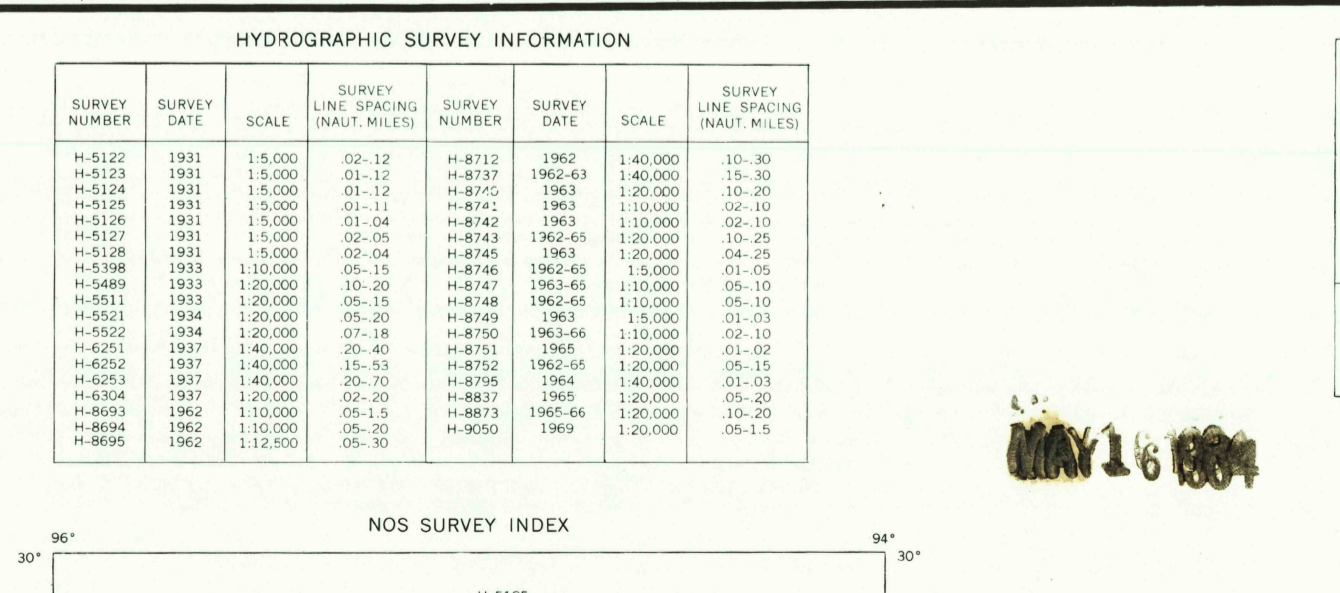 HYDROGRAPHIC SURVEY INFORMATION
SURVEY NUMBER SURVEY DATE SCALE SURVEY LINE SPACING (NAUT. MILES) SURVEY NUMBER SURVEY DATE SCALE SURVEY LINE SPACING (NAUT. MILES)
H-5122 1931 1:5,000 .02-.12 H-8712 1962 1:40,000 .10-.30
H-5123 1931 1:5,000 .01-.12 H-8737 1962-63 1:40,000 .15-.30
H-5124 1931 1:5,000 .01-.12 H-8740 1963 1:20.000 .10-.20
H-5125 1931 1:5,000 .01-.11 H-8741 1963 1:10,000 .02-.10
H-5126 1931 1:5,000 .01-.04 H-8742 1963 1:10,000 .02-.10
H-5127 1931 1:5,000 .02-.05 H-8743 1962-65 1:20.000 .10-.25
H-5128 1931 1:5,000 .02-.04 H-8745 1963 1:20,000 .04-.25
H-5398 1933 1:10,000 .05-.15 H-8746 1962-65 1:5,000 .01-.05
H-5489 1933 1:20,000 .10-.20 H-8747 1963-65 1:10,000 .05-.10
H-5511 1933 1:20,000 .05-.15 H-8748 1962-65 1:10,000 .05-.10
H-5521 1934 1:20,000 .05-.20 H-8749 1963 1:5,000 .01-.03
H-5522 1934 1:20,000 .07-.18 H-8750 1963-66 1:10,000 .02-.10
H-6251 1937 1:40,000 .20-.40 H-8751 1965 1:20,000 .01-.02
H-6252 1937 1:40,000 .15-.53 H-8752 1962-65 1:20,000 .05-.15
H-6253 1937 1:40,000 .20-.70 H-8795 1964 1:40,000 .01-.03
H-6304 1937 1:20,000 .02-.20 H-8837 1965 1:20,000 .05-.20
H-8693 1962 1:10,000 .05-1.5 H-8873 1965-66 1:20,000 .10-.20
H-8694 1962 1:10,000 .05-.20 H-9050 1969 1:20,000 .05-1.5
H-8695 1962 1:12,500 .05-.30
MAY 16 1984
NOS SURVEY INDEX
96° 94°
30° 30°